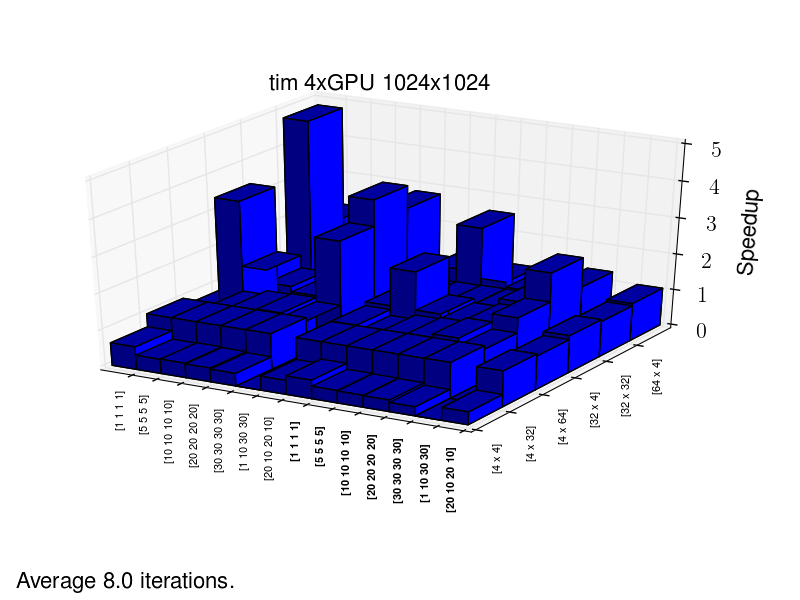 tim 4xGPU 1024x1024
5
4
3
2
1
0
Speedup
[1 1 1 1]
[5 5 5 5]
[10 10 10 10]
[20 20 20 20]
[30 30 30 30]
[1 10 30 30]
[20 10 20 10]
[1 1 1 1]
[5 5 5 5]
[10 10 10 10]
[20 20 20 20]
[30 30 30 30]
[1 10 30 30]
[20 10 20 10]
[4 x 4]
[4 x 32]
[4 x 64]
[32 x 4]
[32 x 32]
[64 x 4]
Average 8.0 iterations.